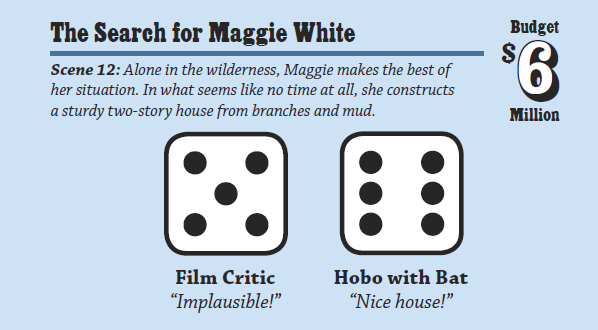 The Search for Maggie White
Budget
$6
Million
Scene 12: Alone in the wilderness, Maggie makes the best of
her situation. In what seems like no time at all, she constructs
a sturdy two-story house from branches and mud.
Film Critic
“Implausible!”
Hobo with Bat
“Nice house!”